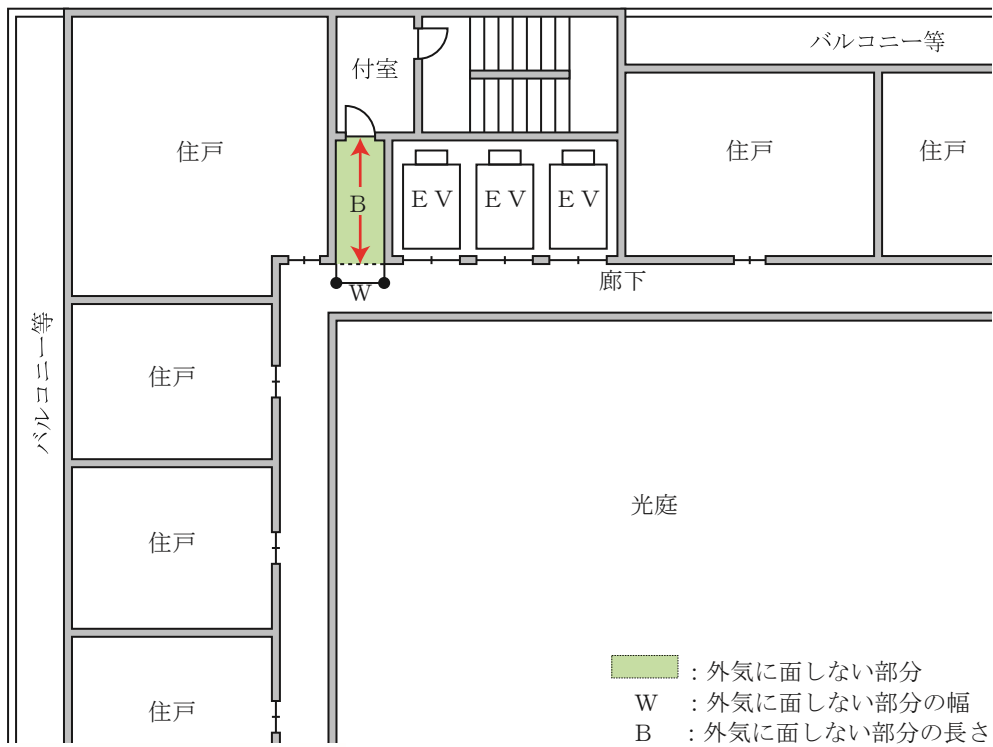 バルコニー等
付室
住戸
住戸
住戸
B
ＥＶ
ＥＶ
ＥＶ
廊下
W
バルコニー等
住戸
光庭
住戸
：外気に面しない部分
W ：外気に面しない部分の幅
住戸
B ：外気に面しない部分の長さ